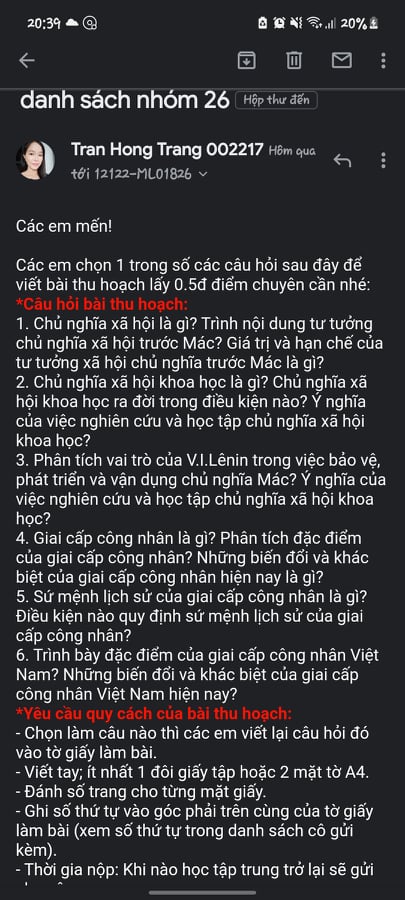 20:39
20%
danh sách nhóm 26 Hộp thư đến
Tran Hong Trang 002217 Hôm qua
tới 12122-ML01826
Các em mến!
Các em chọn 1 trong số các câu hỏi sau đây để
viết bài thu hoạch lấy 0.5đ điểm chuyên cần nhé:
*Câu hỏi bài thu hoạch:
1. Chủ nghĩa xã hội là gì? Trình nội dung tư tưởng
chủ nghĩa xã hội trước Mác? Giá trị và hạn chế của
tư tưởng xã hội chủ nghĩa trước Mác là gì?
2. Chủ nghĩa xã hội khoa học là gì? Chủ nghĩa xã
hội khoa học ra đời trong điều kiện nào? Ý nghĩa
của việc nghiên cứu và học tập chủ nghĩa xã hội
khoa học?
3. Phân tích vai trò của V.I.Lênin trong việc bảo vệ,
phát triển và vận dụng chủ nghĩa Mác? Ý nghĩa của
việc nghiên cứu và học tập chủ nghĩa xã hội khoa
học?
4. Giai cấp công nhân là gì? Phân tích đặc điểm
của giai cấp công nhân? Những biến đổi và khác
biệt của giai cấp công nhân hiện nay là gì?
5. Sứ mệnh lịch sử của giai cấp công nhân là gì?
Điều kiện nào quy định sứ mệnh lịch sử của giai
cấp công nhân?
6. Trình bày đặc điểm của giai cấp công nhân Việt
Nam? Những biến đổi và khác biệt của giai cấp
công nhân Việt Nam hiện nay?
*Yêu cầu quy cách của bài thu hoạch:
- Chọn làm câu nào thì các em viết lại câu hỏi đó
vào tờ giấy làm bài.
- Viết tay; ít nhất 1 đôi giấy tập hoặc 2 mặt tờ A4.
- Đánh số trang cho từng mặt giấy.
- Ghi số thứ tự vào góc phải trên cùng của tờ giấy
làm bài (xem số thứ tự trong danh sách cô gửi
kèm).
- Thời gian nộp: Khi nào học tập trung trở lại sẽ gửi